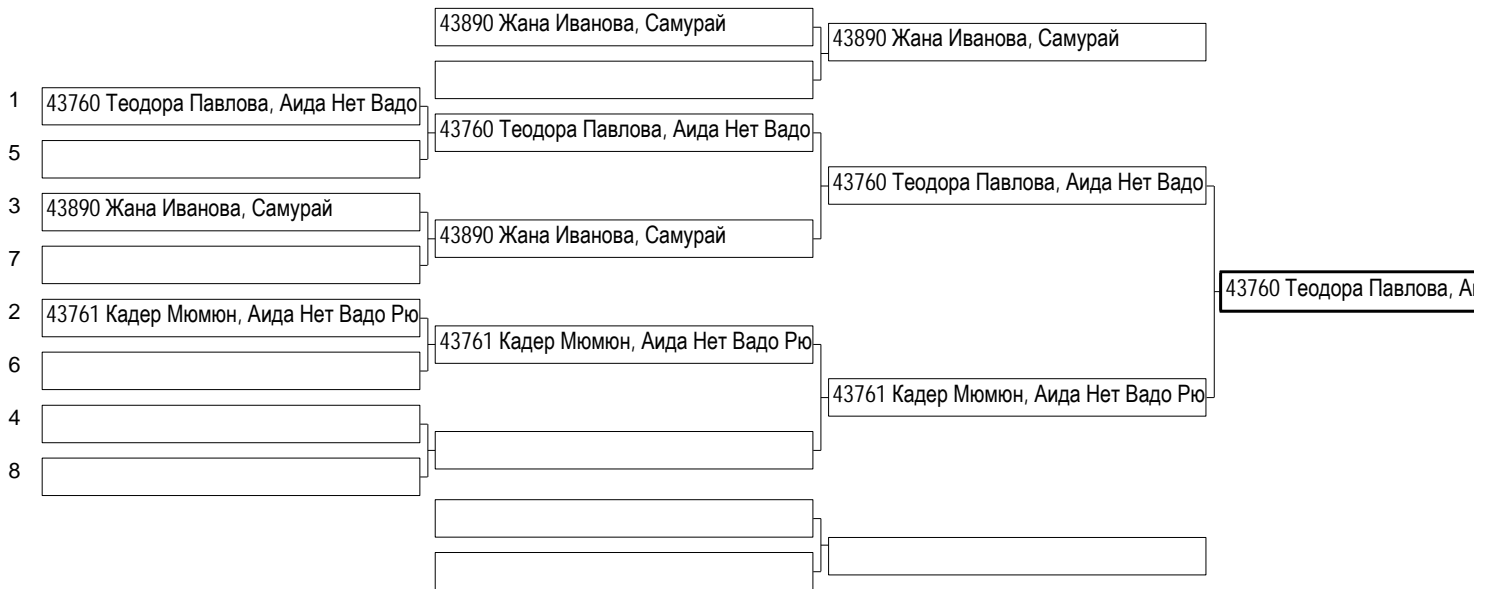 43890 Жана Иванова, Самурай
43890 Жана Иванова, Самурай
1 43760 Теодора Павлова, Аида Нет Вадо
43760 Теодора Павлова, Аида Нет Вадо
5
43760 Теодора Павлова, Аида Нет Вадо
3 43890 Жана Иванова, Самурай
43890 Жана Иванова, Самурай
7
43760 Теодора Павлова,
2 43761 Кадер Мюмюн, Аида Нет Вадо Рю
43761 Кадер Мюмюн, Аида Нет Вадо Рю
6
43761 Кадер Мюмюн, Аида Нет Вадо Рю
4
8